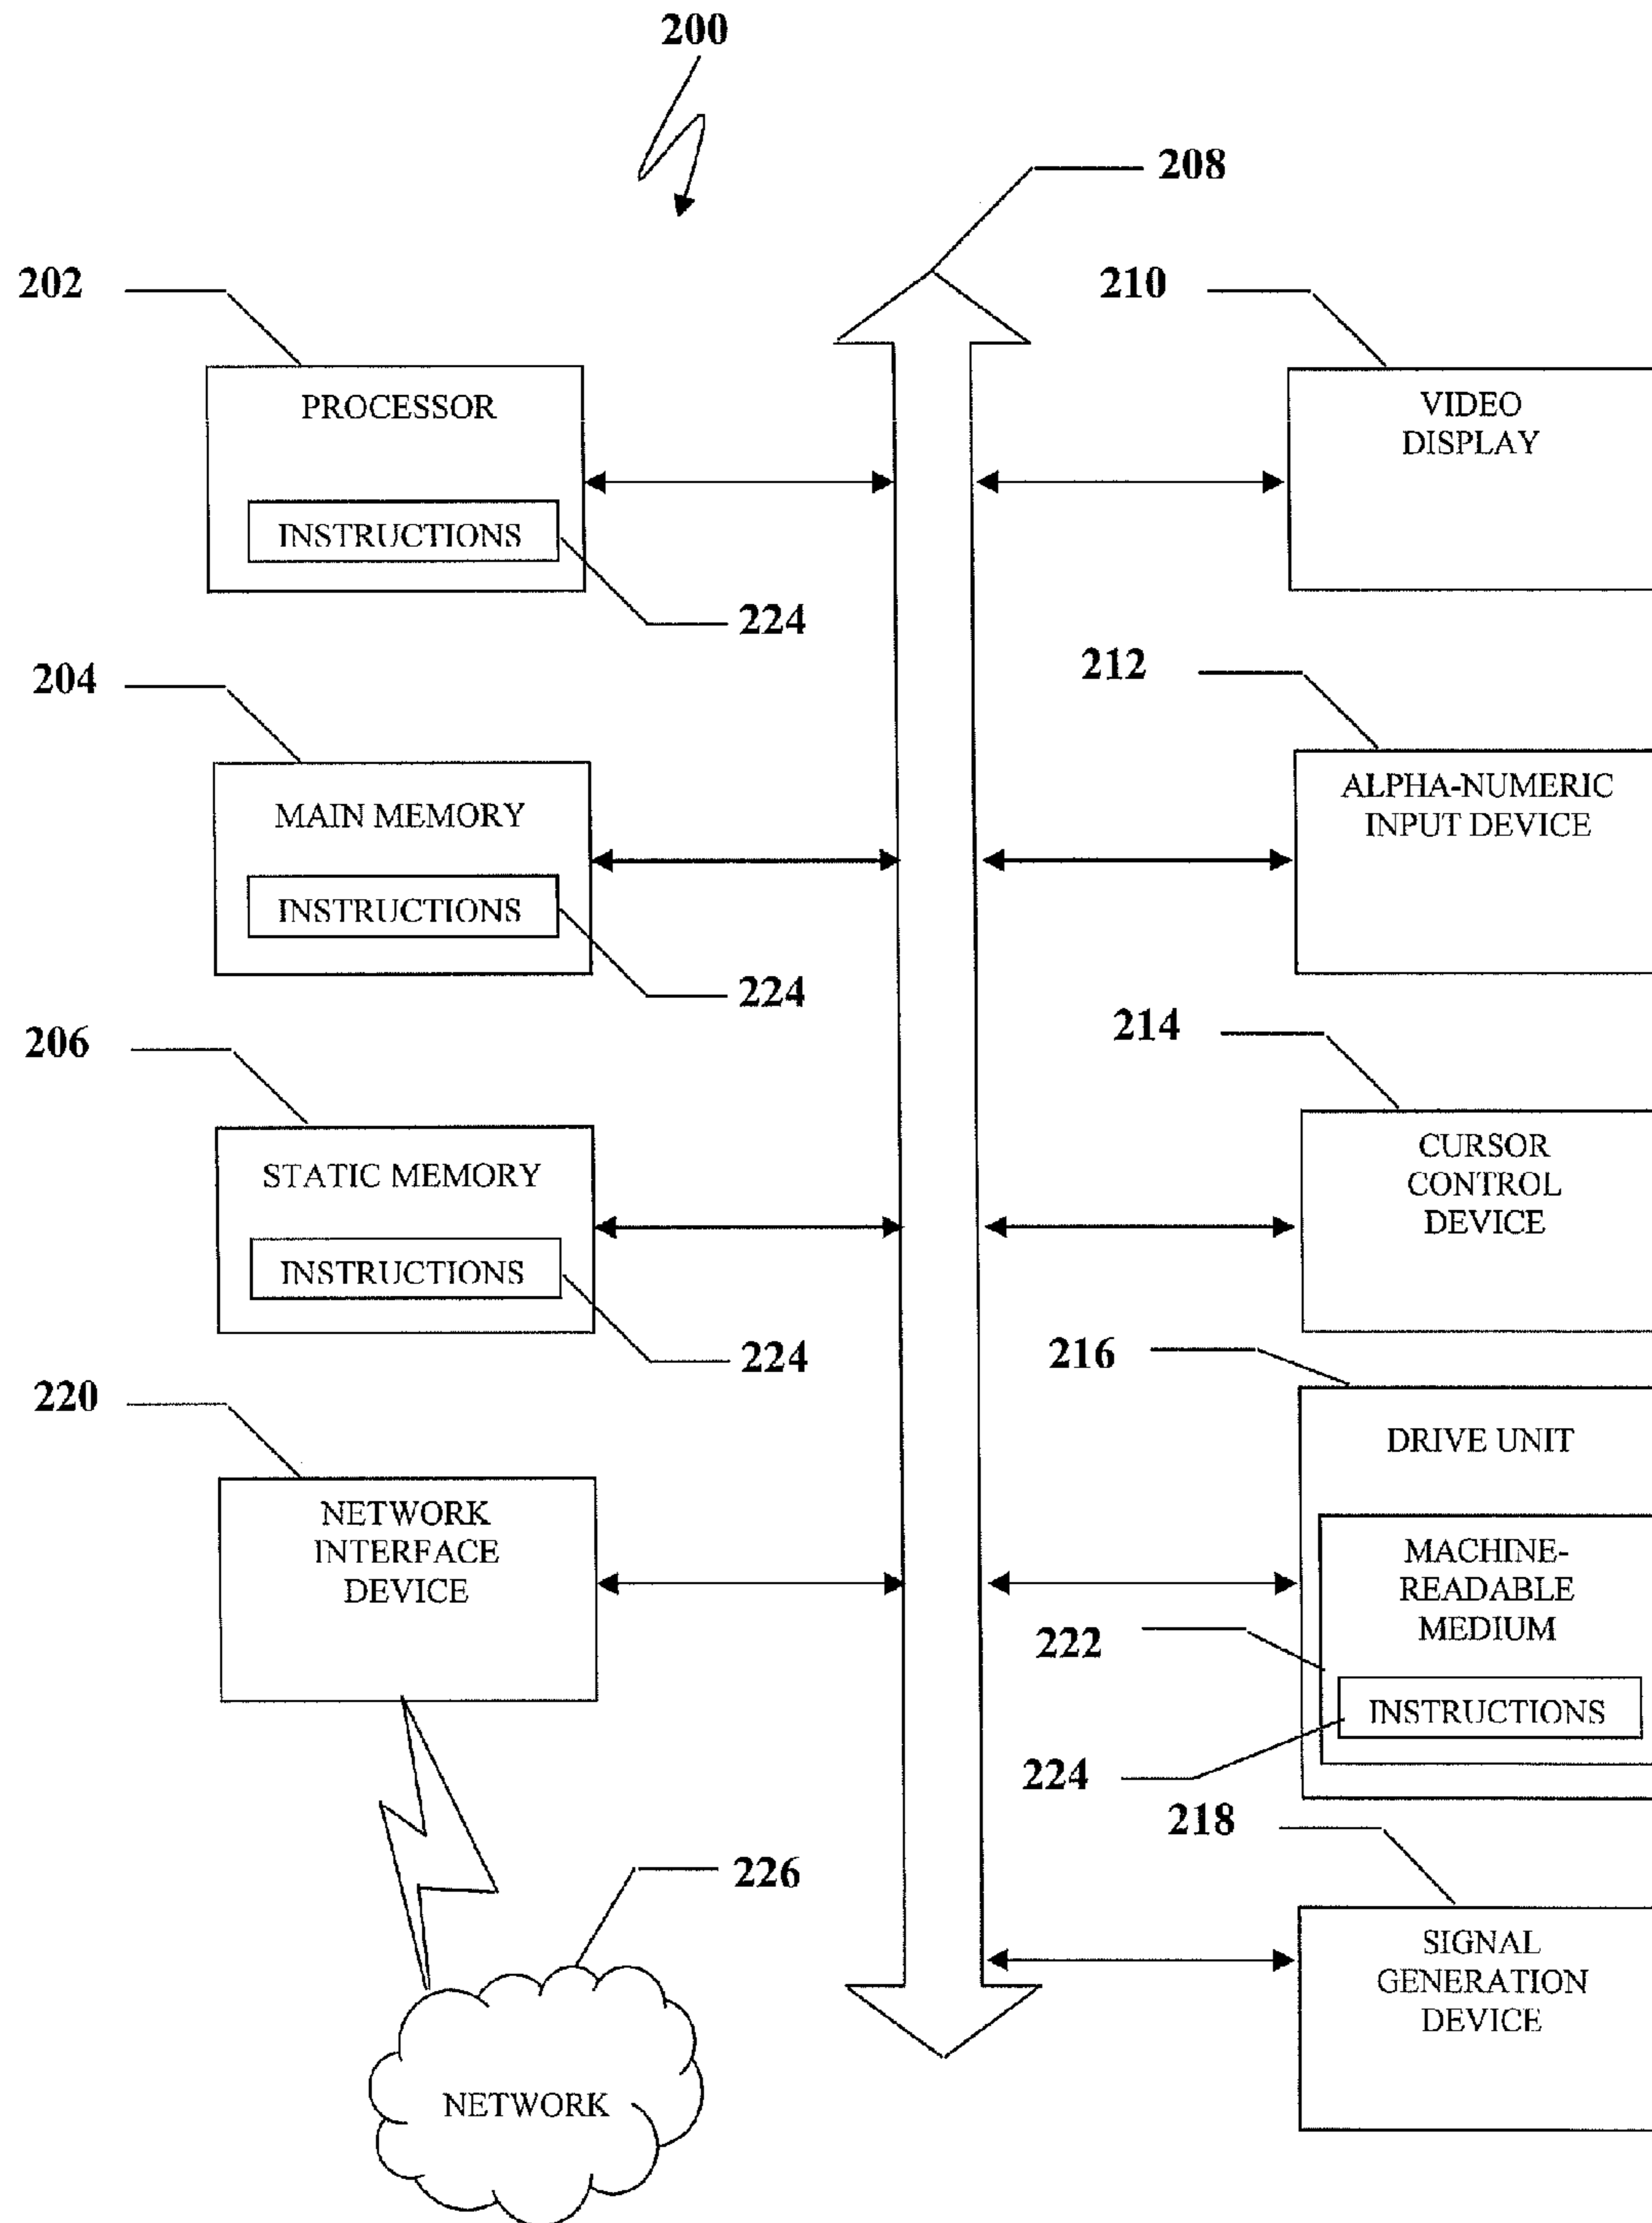 200
208
202
PROCESSOR
INSTRUCTIONS
224
204
MAIN MEMORY
INSTRUCTIONS
224
206
STATIC MEMORY
INSTRUCTIONS
224
220
NETWORK
INTERFACE
DEVICE
226
NETWORK
210
VIDEO
DISPLAY
212
ALPHA-NUMERIC
INPUT DEVICE
214
CURSOR
CONTROL
DEVICE
216
DRIVE UNIT
MACHINE-
READABLE
MEDIUM
222
INSTRUCTIONS
224
218
SIGNAL
GENERATION
DEVICE